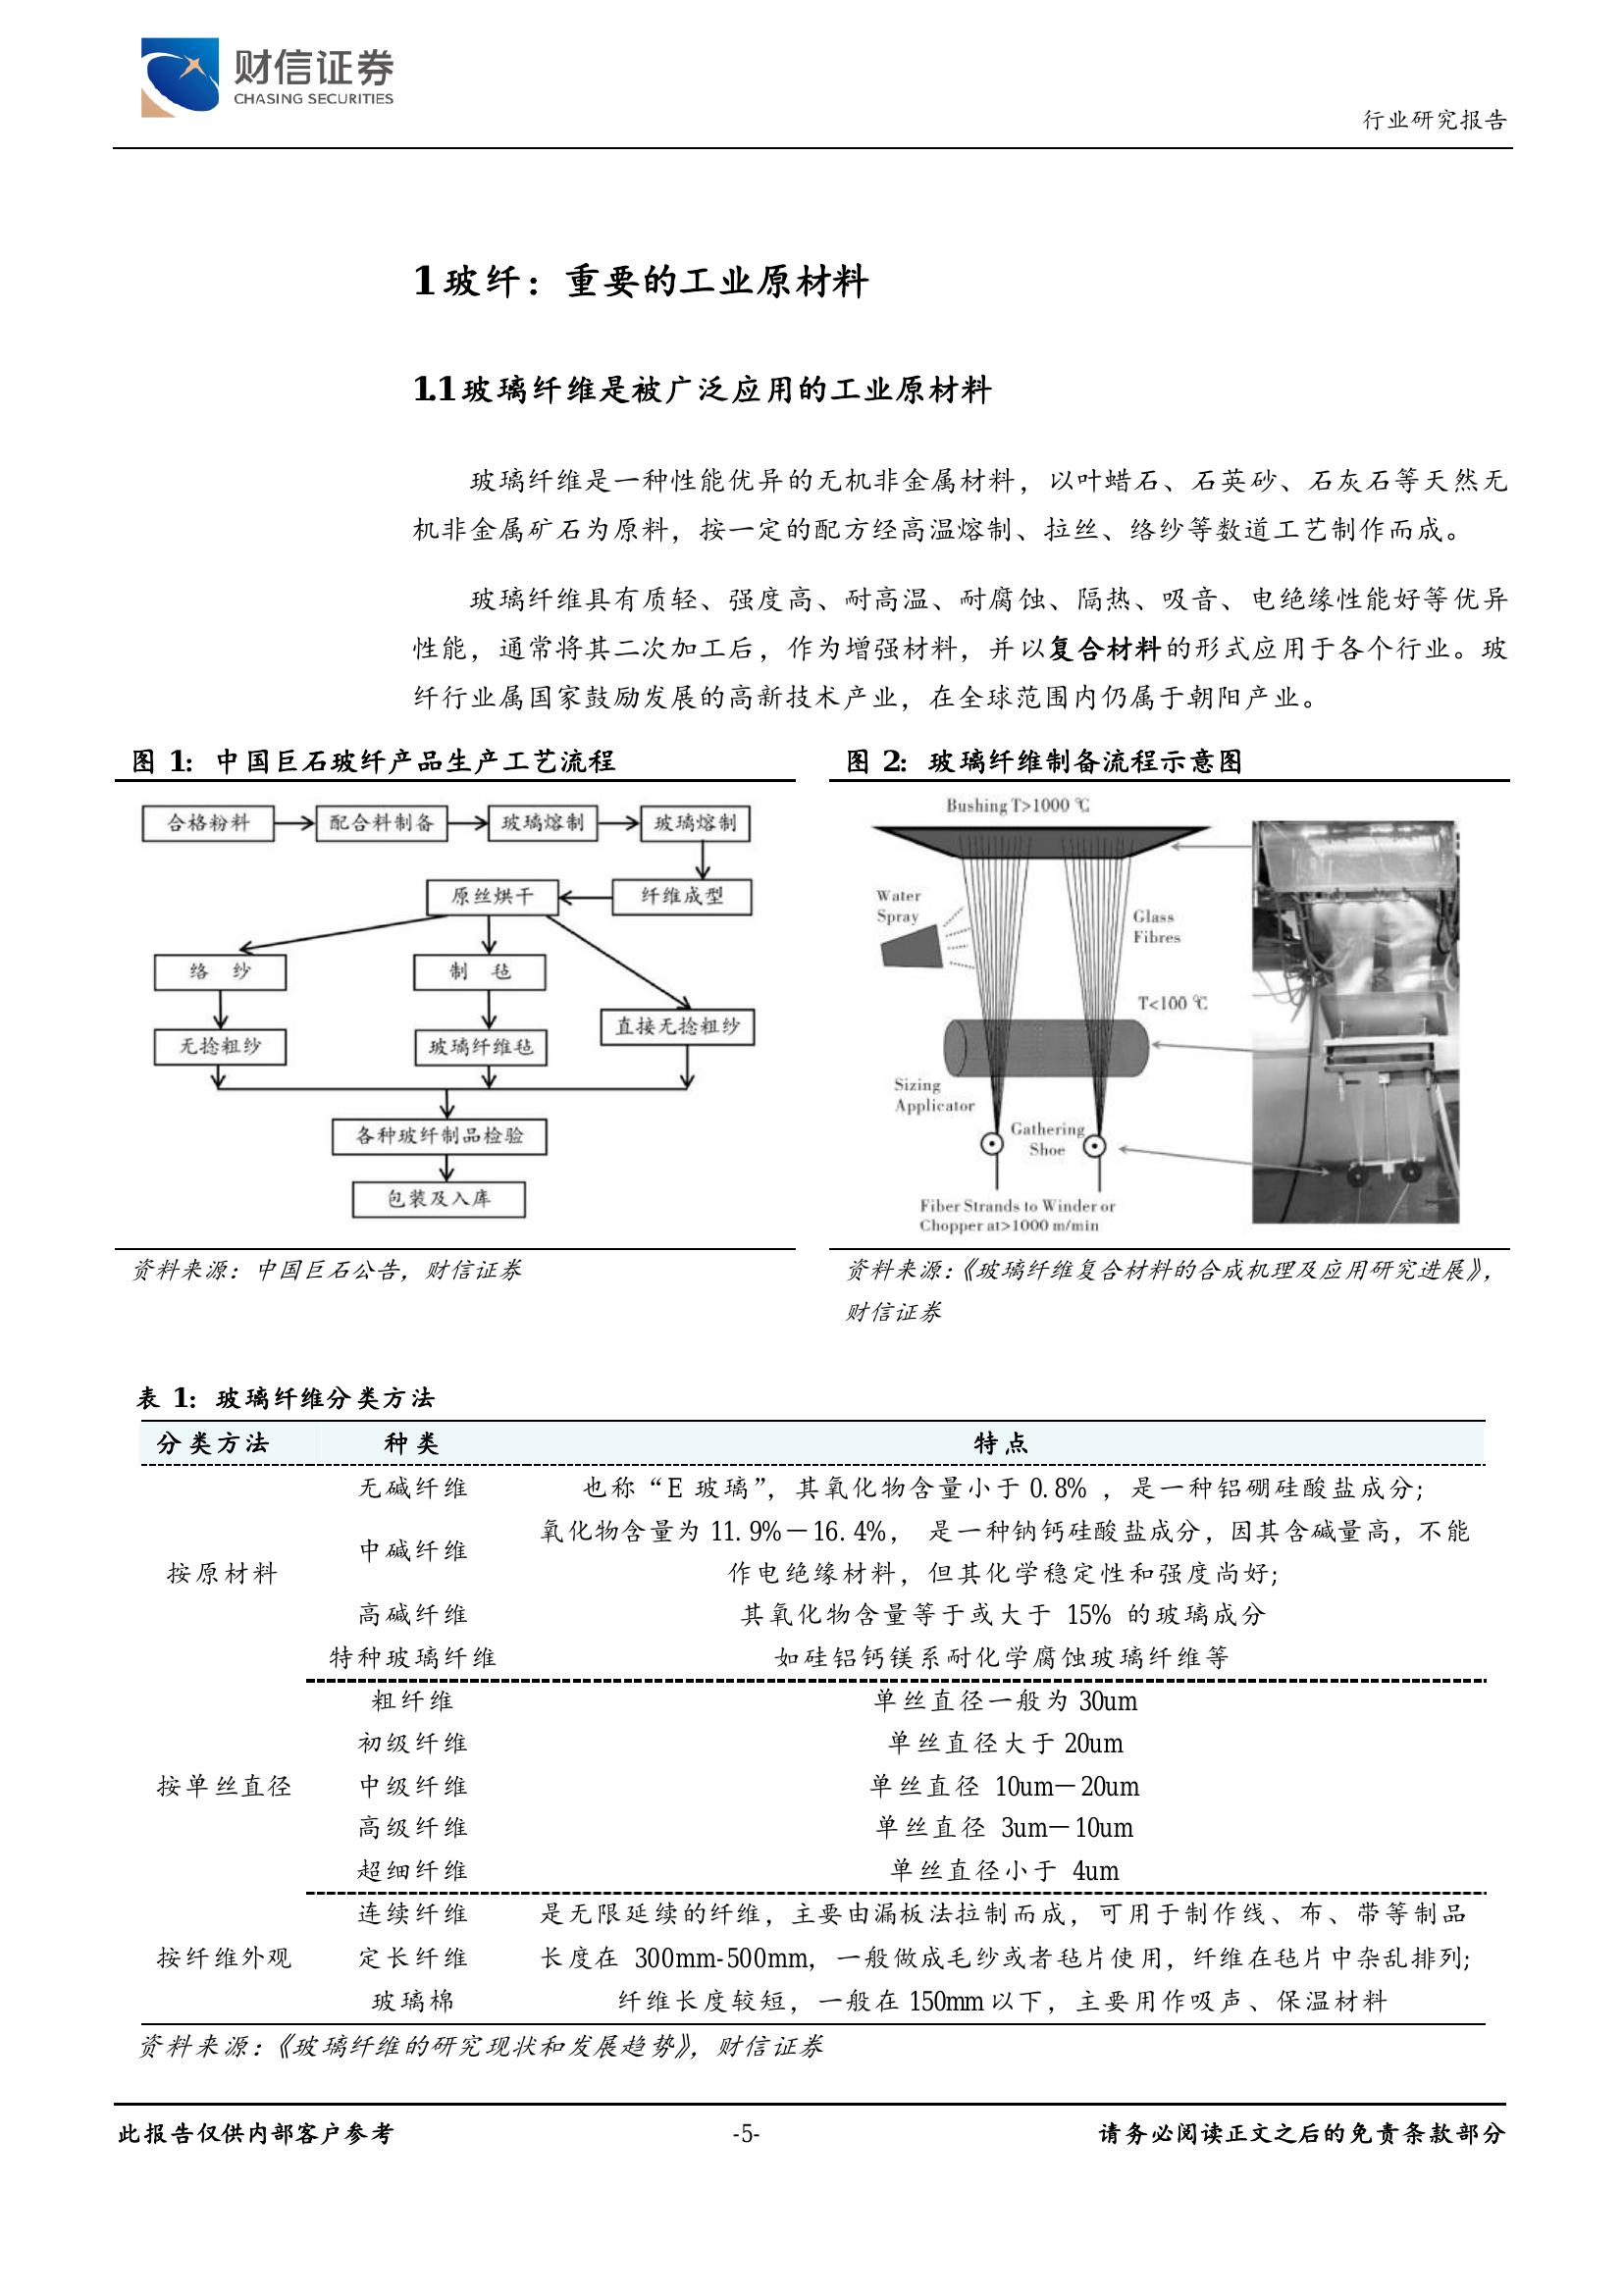 财信证券
CHASING SECURITIES
行业研究报告
1 玻纤：重要的工业原材料
1.1 玻璃纤维是被广泛应用的工业原材料
玻璃纤维是一种性能优异的无机非金属材料，以叶蜡石、石英砂、石灰石等天然无
机非金属矿石为原料，按一定的配方经高温熔制、拉丝、络纱等数道工艺制作而成。
玻璃纤维具有质轻、强度高、耐高温、耐腐蚀、隔热、吸音、电绝缘性能好等优异
性能，通常将其二次加工后，作为增强材料，并以复合材料的形式应用于各个行业。玻
纤行业属国家鼓励发展的高新技术产业，在全球范围内仍属于朝阳产业。
图 1：中国巨石玻纤产品生产工艺流程
合格粉料
配合料制备
玻璃熔制
玻璃熔制
原丝烘干
纤维成型
络 纱
制 毡
无捻粗纱
玻璃纤维毡
直接无捻粗纱
各种玻纤制品检验
包装及入库
资料来源：中国巨石公告，财信证券
图 2：玻璃纤维制备流程示意图
Bushing T>1000 ℃
Water
Spray
Glass
Fibres
T<100 ℃
Sizing
Applicator
Gathering
Shoe
Fiber Strands to Winder or
Chopper at>1000 m/min
资料来源：《玻璃纤维复合材料的合成机理及应用研究进展》，
财信证券
表 1：玻璃纤维分类方法
分类方法 种类 特点
无碱纤维 也称“E 玻璃”，其氧化物含量小于 0.8% ，是一种铝硼硅酸盐成分;
中碱纤维 氧化物含量为 11.9%－16.4%， 是一种钠钙硅酸盐成分，因其含碱量高，不能
作电绝缘材料，但其化学稳定性和强度尚好;
按原材料
高碱纤维 其氧化物含量等于或大于 15% 的玻璃成分
特种玻璃纤维 如硅铝钙镁系耐化学腐蚀玻璃纤维等
粗纤维 单丝直径一般为 30um
初级纤维 单丝直径大于 20um
按单丝直径 中级纤维 单丝直径 10um－20um
高级纤维 单丝直径 3um－10um
超细纤维 单丝直径小于 4um
连续纤维 是无限延续的纤维，主要由漏板法拉制而成，可用于制作线、布、带等制品
按纤维外观 定长纤维 长度在 300mm-500mm，一般做成毛纱或者毡片使用，纤维在毡片中杂乱排列;
玻璃棉 纤维长度较短，一般在 150mm 以下，主要用作吸声、保温材料
资料来源：《玻璃纤维的研究现状和发展趋势》，财信证券
此报告仅供内部客户参考 -5- 请务必阅读正文之后的免责条款部分